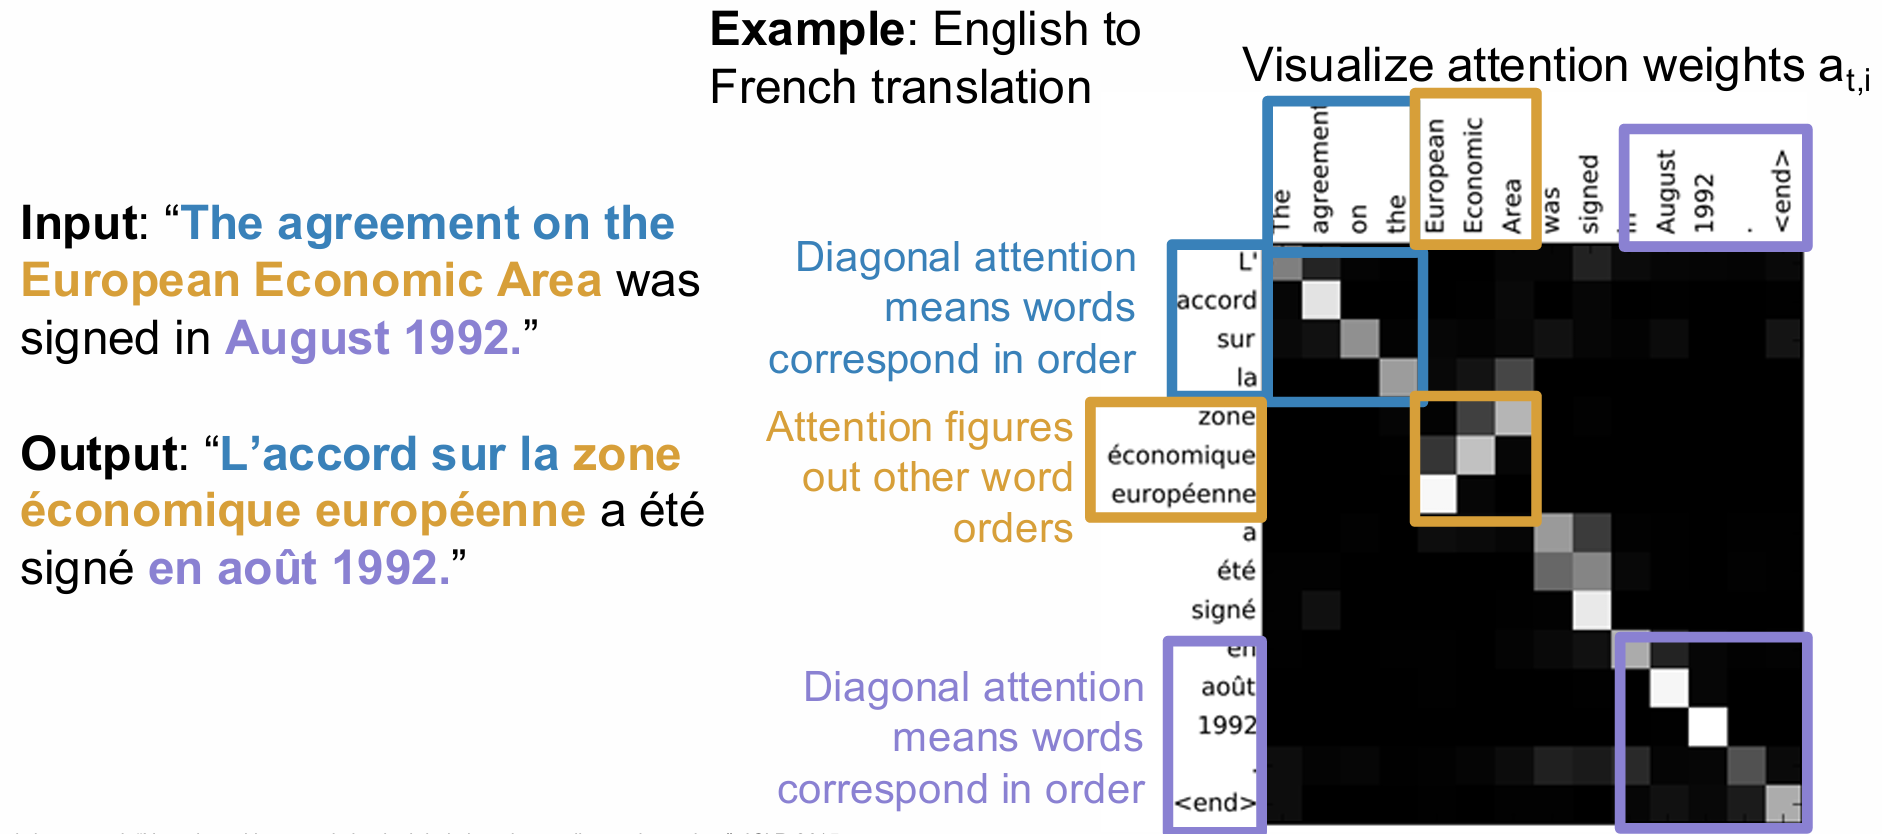 Example: English to
French translation
Visualize attention weights a_t,i
Input: “The agreement on the
European Economic Area was
signed in August 1992.”
Output: “L’accord sur la zone
économique européenne a été
signé en août 1992.”
Diagonal attention
means words
correspond in order
Attention figures
out other word
orders
Diagonal attention
means words
correspond in order
The
agreement
on
the
European
Economic
Area
was
signed
in
August
1992
.
<end>
L'
accord
sur
la
zone
économique
européenne
a
été
signé
en
août
1992
.
<end>